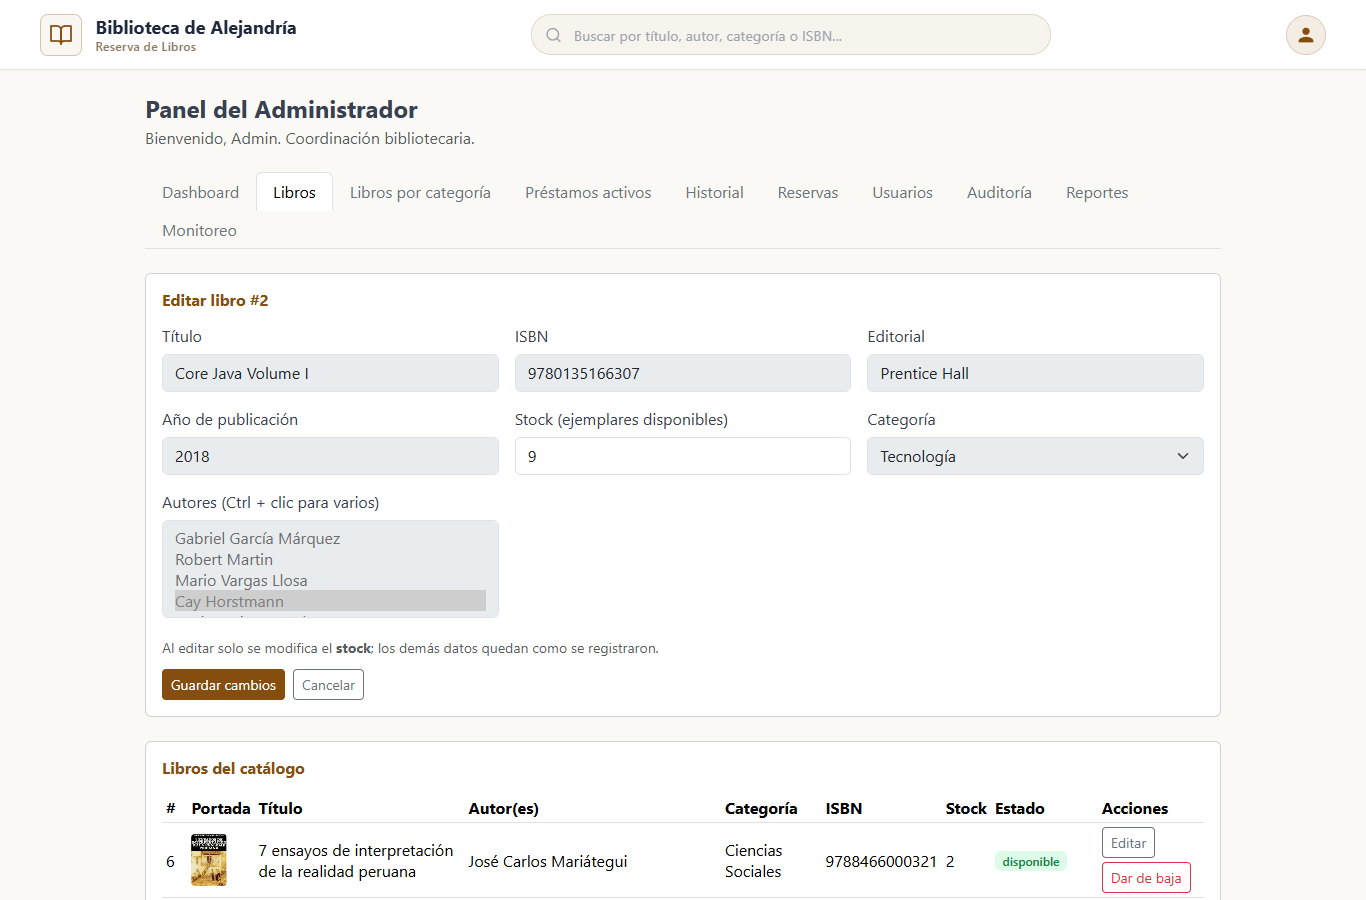 Biblioteca de Alejandría
Reserva de Libros
Buscar por título, autor, categoría o ISBN...
Panel del Administrador
Bienvenido, Admin. Coordinación bibliotecaria.
Dashboard Libros Libros por categoría Préstamos activos Historial Reservas Usuarios Auditoría Reportes
Monitoreo
Editar libro #2
Título ISBN Editorial
Core Java Volume I 9780135166307 Prentice Hall
Año de publicación Stock (ejemplares disponibles) Categoría
2018 9 Tecnología
Autores (Ctrl + clic para varios)
Gabriel García Márquez
Robert Martin
Mario Vargas Llosa
Cay Horstmann
Al editar solo se modifica el stock; los demás datos quedan como se registraron.
Guardar cambios Cancelar
Libros del catálogo
# Portada Título Autor(es) Categoría ISBN Stock Estado Acciones
6 7 ensayos de interpretación de la realidad peruana José Carlos Mariátegui Ciencias Sociales 9788466000321 2 disponible Editar
Dar de baja